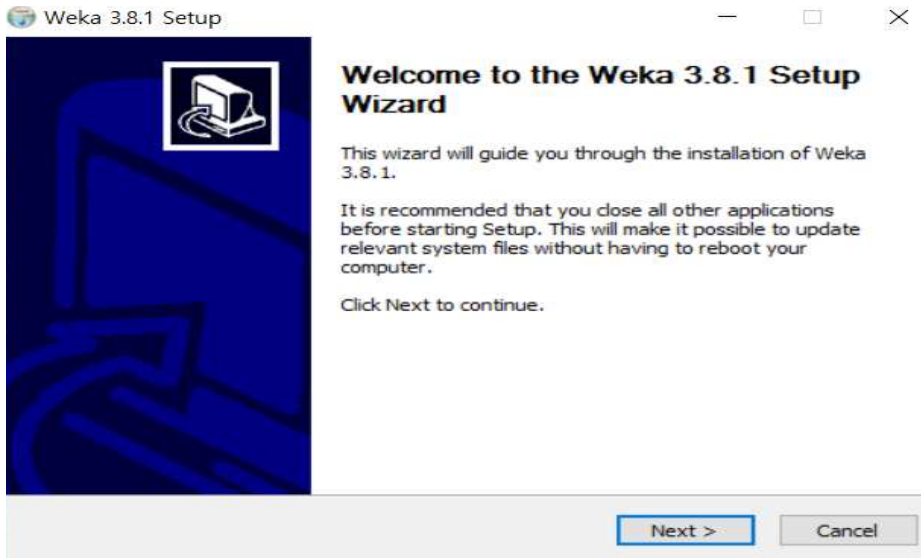 Weka 3.8.1 Setup
Welcome to the Weka 3.8.1 Setup
Wizard
This wizard will guide you through the installation of Weka
3.8.1.
It is recommended that you close all other applications
before starting Setup. This will make it possible to update
relevant system files without having to reboot your
computer.
Click Next to continue.
Next >
Cancel